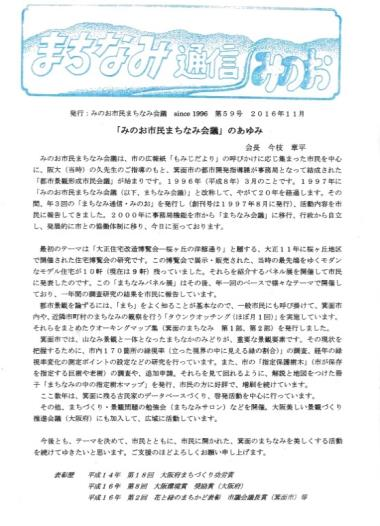 まちなみ通信みのお
発行:みのお市民まちなみ会議 since 1996 第59号 2016年11月
「みのお市民まちなみ会議」のあゆみ
会長 今枝 章平
みのお市民まちなみ会議は、市の広報紙「もみじだより」の呼びかけに応じ集まった市民を中心
に、阪大(当時)の久先生のご指導のもと、箕面市の都市開発指導課が事務局となって結成された
「都市景観形成市民会議」が始まりです。1996年(平成8年)3月のことです。1997年に
「みのお市民まちなみ会議(以下、まちなみ会議)」と改称して、やがて20年を経過します。その
間、年3回の「まちなみ通信・みのお」を発行し(創刊号は1997年8月に発行)、活動内容を市
民に報告してきました。2000年に事務局機能を市から「まちなみ会議」に移行、行政から自立
し、発展的に市との協働体制に移り、今日に至っております。
最初のテーマは「大正住宅改造博覧会―桜ヶ丘の洋館通り」と題する、大正11年に桜ヶ丘地区
で開催された住宅博覧会の研究です。この博覧会で展示・販売された、当時の最先端をゆくモダン
なモデル住宅が10軒(現在は9軒)残っていました。それらを紹介するパネル展を開催して市民
に発表したのです。この「まちなみパネル展」はその後、年一回のペースで様々なテーマで開催し
ており、一年間の調査研究の結果を市民に報告しています。
都市景観を論ずるには、「まち」をよく知ることが基本なので、一般市民にも呼び掛けて、箕面市
内や、近隣市町村のまちなみの観察を行う「タウンウオッチング(ほぼ月1回)」を実施しています。
それらをまとめたウオーキングマップ集(箕面のまちなみ 第1部、第2部)を発行しました。
箕面市では、山なみ景観と一体となったまちなかのみどりが、重要な景観要素です。その現状を
把握するために、市内170箇所の緑視率(立った視界の中に見える緑の割合)の調査、経年の緑
視率変化の測定ポイントの設定などの研究を行っています。また、市の「指定保護樹木」(市が保存
を指定する巨樹や老樹)の調査や、追加申請。それらを見て回れるように、解説と地図をつけた冊
子「まちなみの中の指定樹木マップ」を発行、市民の方に好評で、増刷を続けています。
ここ数年は、箕面に残る古民家のデータベースづくり、啓発活動を中心に行っています。
その他、まちづくり・景観問題の勉強会(まちなみサロン)などを開催、大阪美しい景観づくり
推進会議(大阪府)にも加入して、広域に活動しています。
今後とも、テーマを決めて、市民とともに、市民に開かれた、箕面のまちなみを美しくする活動
を続けてゆきたいと思います。ご支援のほどよろしくお願い申し上げます。
表彰歴 平成14年 第18回 大阪府まちづくり功労賞
平成16年 第8回 大阪環境賞 奨励賞(大阪府)
平成16年 第2回 花と緑のまちかど表彰 市議会議長賞(箕面市)等